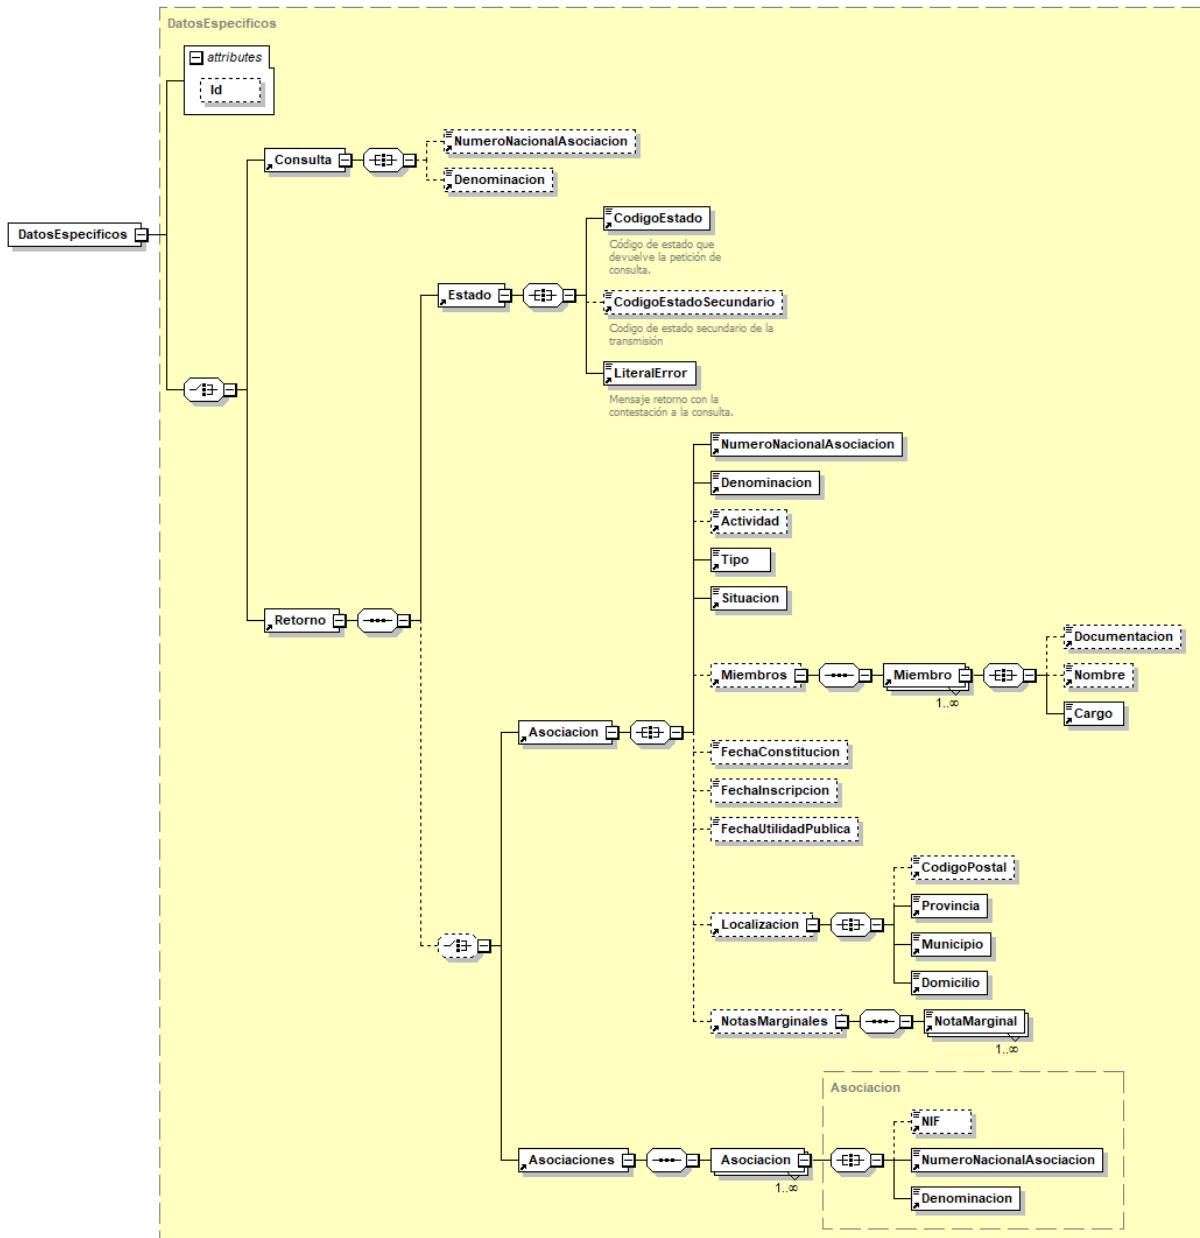 DatosEspecificos
attributes
Id
NumeroNacionalAsociacion
Consulta
Denominacion
CodigoEstado
DatosEspecificos
Código de estado que
devuelve la petición de
consulta.
Estado
CodigoEstadoSecundario
Codigo de estado secundario de la
transmisión
LiteralError
Mensaje retorno con la
contestación a la consulta.
NumeroNacionalAsociacion
Denominacion
Actividad
Tipo
Situacion
Retorno
Documentacion
Miembros
Miembro
1..∞
Nombre
Cargo
Asociacion
FechaConstitucion
FechaInscripcion
FechaUtilidadPublica
CodigoPostal
Provincia
Localizacion
Municipio
Domicilio
NotasMarginales
NotaMarginal
1..∞
Asociacion
NIF
Asociaciones
Asociacion
1..∞
NumeroNacionalAsociacion
Denominacion